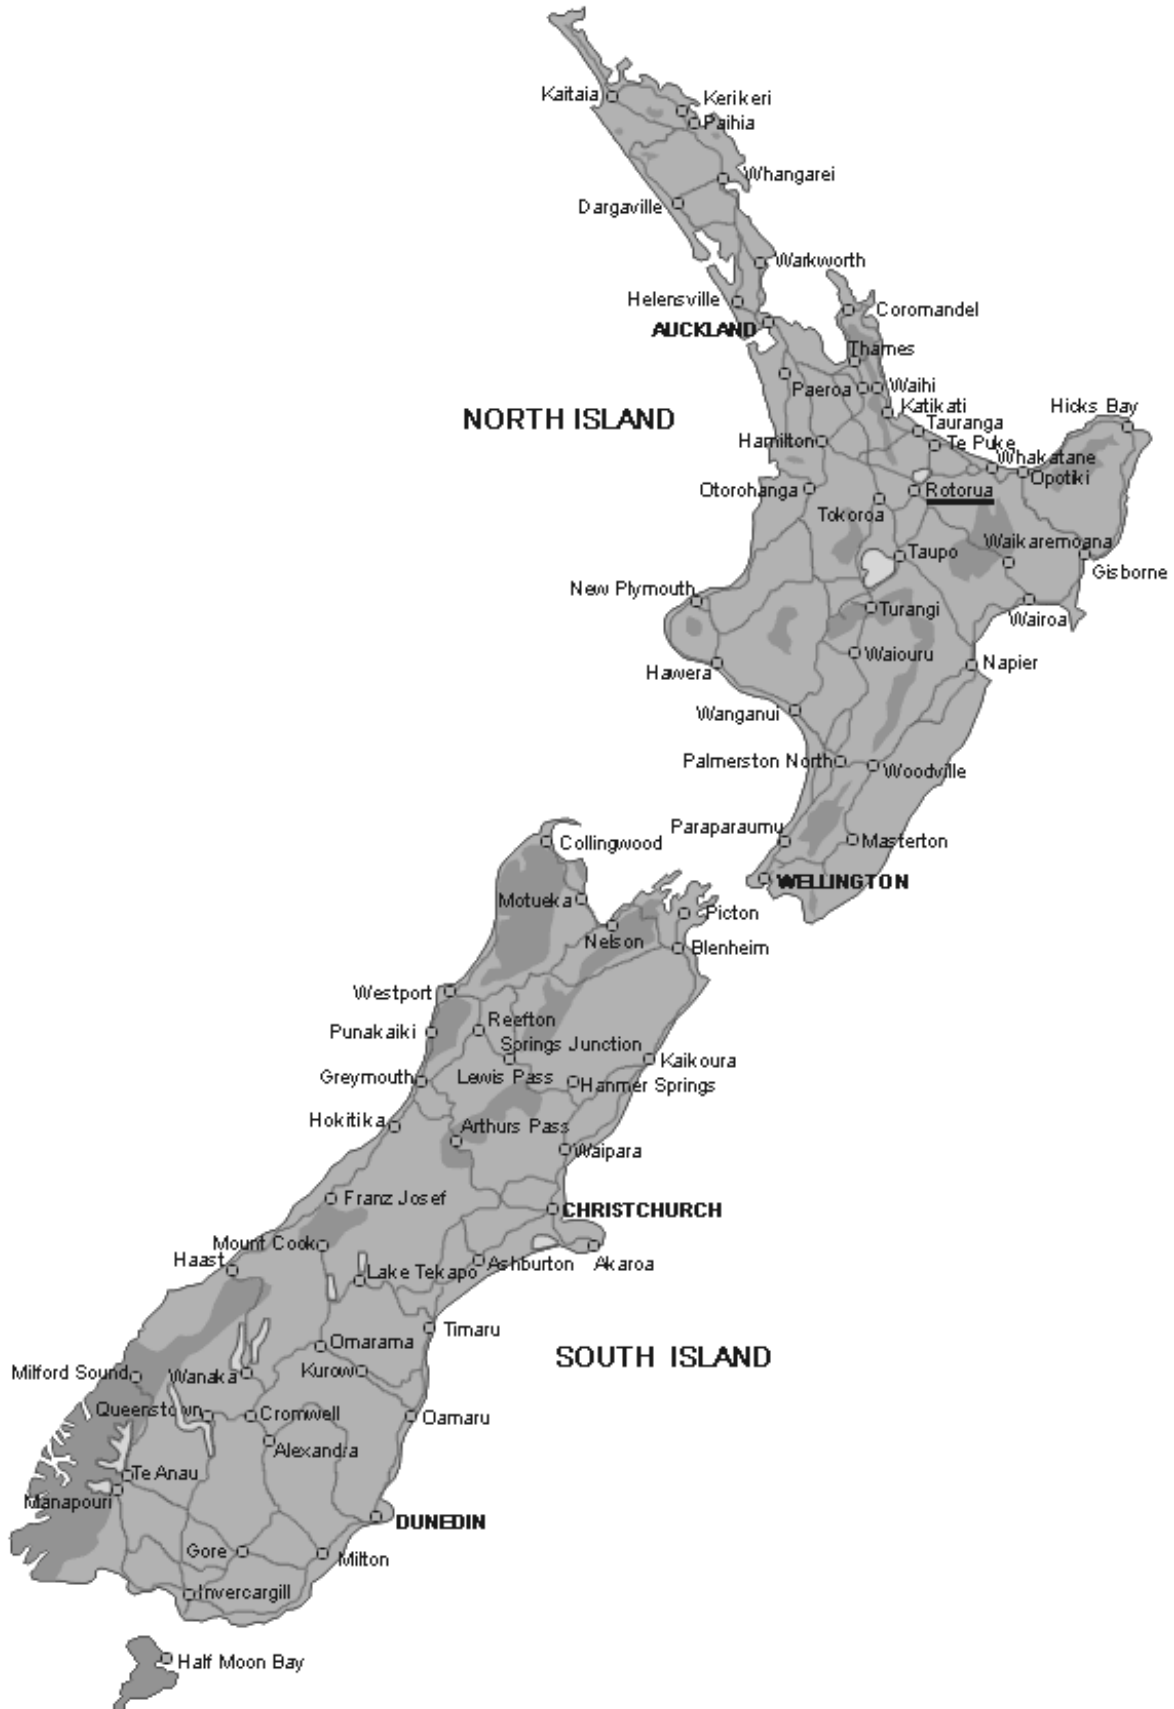 Kaitaia
Kerikeri
Paihia
Whangarei
Dargaville
Warkworth
Helensville
Coromandel
AUCKLAND
Thames
Paeroa
Waihi
Katikati
Hicks Bay
NORTH ISLAND
Tauranga
Hamilton
Te Puke
Whakatane
Opotiki
Otorohanga
Rotorua
Tokoroa
Waikaremoana
Taupo
Gisborne
New Plymouth
Turangi
Wairoa
Waiouru
Napier
Hawera
Wanganui
Palmerston North
Woodville
Paraparaumu
Masterton
Collingwood
WELLINGTON
Motueka
Picton
Nelson
Blenheim
Westport
Reefton
Punakaiki
Springs Junction
Kaikoura
Greymouth
Lewis Pass
Hanmer Springs
Hokitika
Arthurs Pass
Waipara
Franz Josef
CHRISTCHURCH
Mount Cook
Haast
Lake Tekapo
Ashburton
Akaroa
Timaru
Omarama
SOUTH ISLAND
Milford Sound
Wanaka
Kurow
Queenstown
Cromwell
Oamaru
Alexandra
Te Anau
Manapouri
DUNEDIN
Gore
Milton
Invercargill
Half Moon Bay